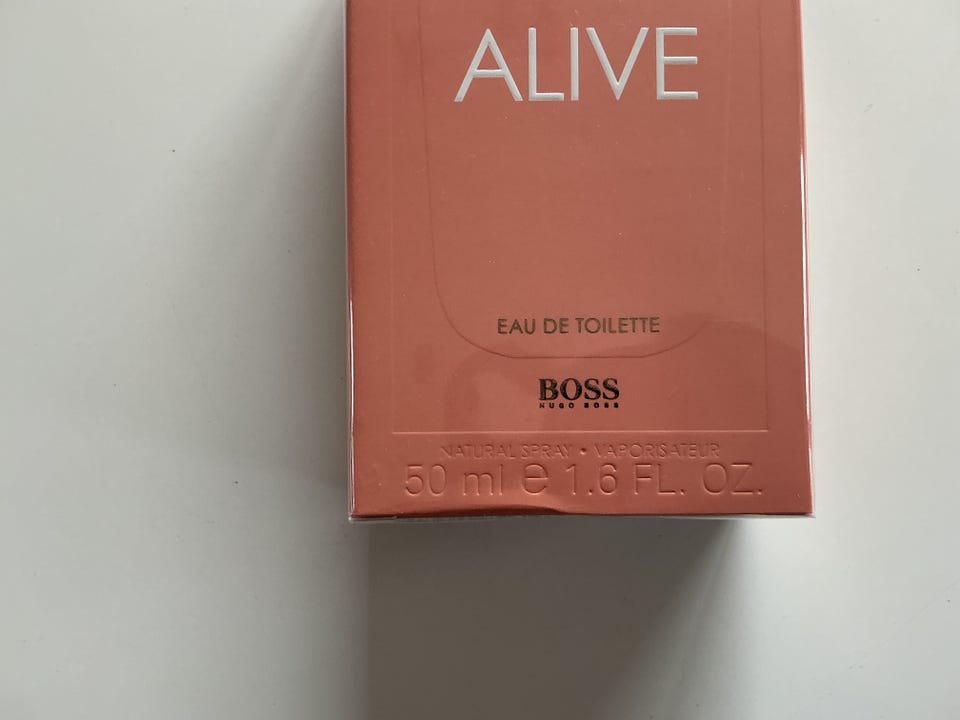 ALIVE
EAU DE TOILETTE
BOSS
HUGO BOSS
NATURAL SPRAY • VAPORISATEUR
50 ml ℮ 1.6 FL. OZ.